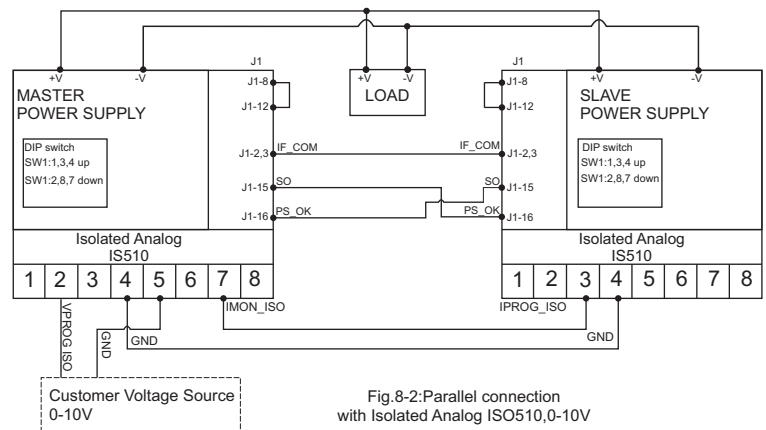 J1
J1
+V
-V
J1-8
+V
-V
J1-8
+V
-V
MASTER
POWER SUPPLY
J1-12
LOAD
J1-12
SLAVE
POWER SUPPLY
DIP switch
SW1:1,3,4 up
SW1:2,8,7 down
J1-2,3
IF_COM
IF_COM
J1-2,3
DIP switch
SW1:1,3,4 up
SW1:2,8,7 down
J1-15
SO
SO
J1-15
J1-16
PS_OK
PS_OK
J1-16
Isolated Analog
IS510
Isolated Analog
IS510
1 2 3 4 5 6 7 8
1 2 3 4 5 6 7 8
VPROG_ISO
GND
GND
IMON_ISO
IPROG_ISO
GND
Customer Voltage Source
0-10V
Fig.8-2:Parallel connection
with Isolated Analog ISO510,0-10V